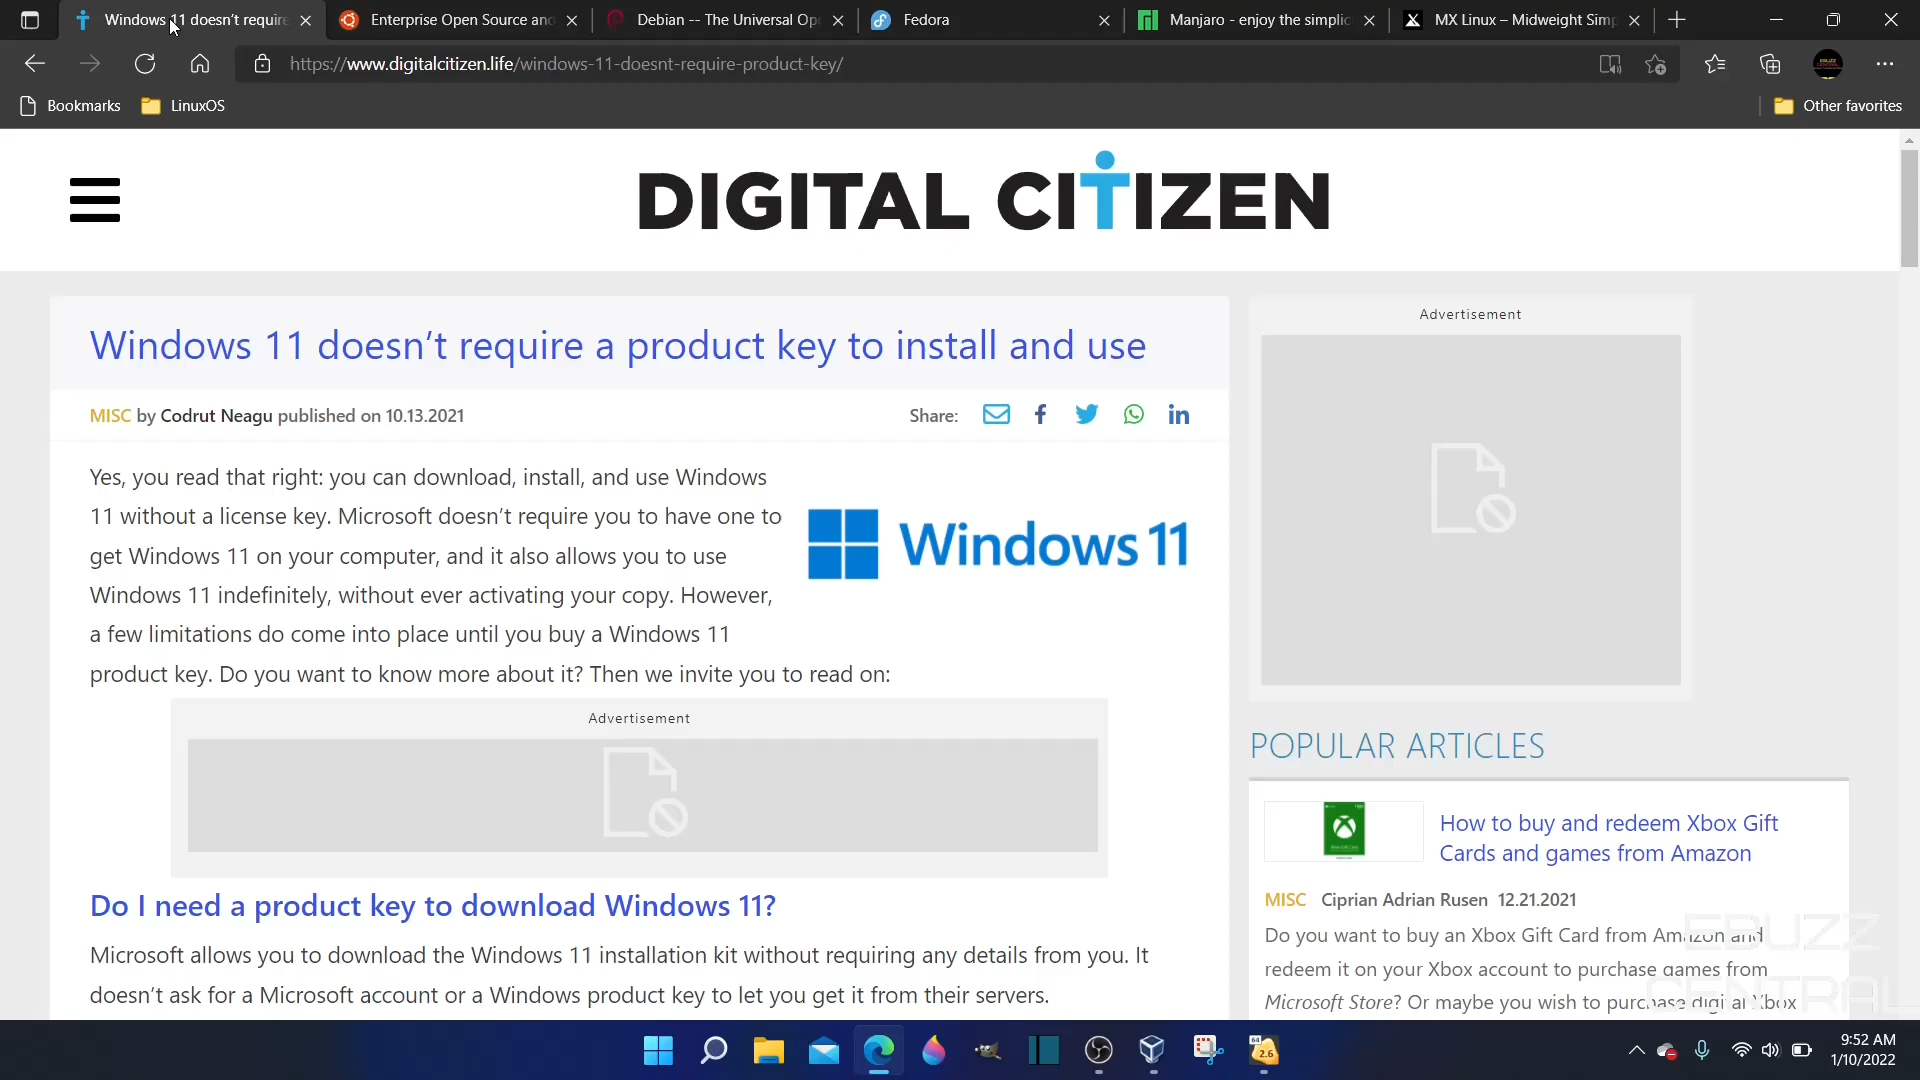 Windows 11 doesn't require
Enterprise Open Source and
Debian -- The Universal Op
Fedora
Manjaro - enjoy the simplic
MX Linux – Midweight Simp
https://www.digitalcitizen.life/windows-11-doesnt-require-product-key/
Bookmarks
LinuxOS
Other favorites
DIGITAL CITIZEN
Windows 11 doesn't require a product key to install and use
MISC by Codrut Neagu published on 10.13.2021
Share:
Yes, you read that right: you can download, install, and use Windows
11 without a license key. Microsoft doesn't require you to have one to
get Windows 11 on your computer, and it also allows you to use
Windows 11 indefinitely, without ever activating your copy. However,
a few limitations do come into place until you buy a Windows 11
product key. Do you want to know more about it? Then we invite you to read on:
Windows 11
Advertisement
Do I need a product key to download Windows 11?
Microsoft allows you to download the Windows 11 installation kit without requiring any details from you. It
doesn't ask for a Microsoft account or a Windows product key to let you get it from their servers.
Advertisement
POPULAR ARTICLES
How to buy and redeem Xbox Gift
Cards and games from Amazon
MISC Ciprian Adrian Rusen 12.21.2021
Do you want to buy an Xbox Gift Card from Amazon and
redeem it on your Xbox account to purchase games from
Microsoft Store? Or maybe you wish to purchase digital Xbox
EBUZZ
CENTRAL
64
2.6
9:52 AM
1/10/2022